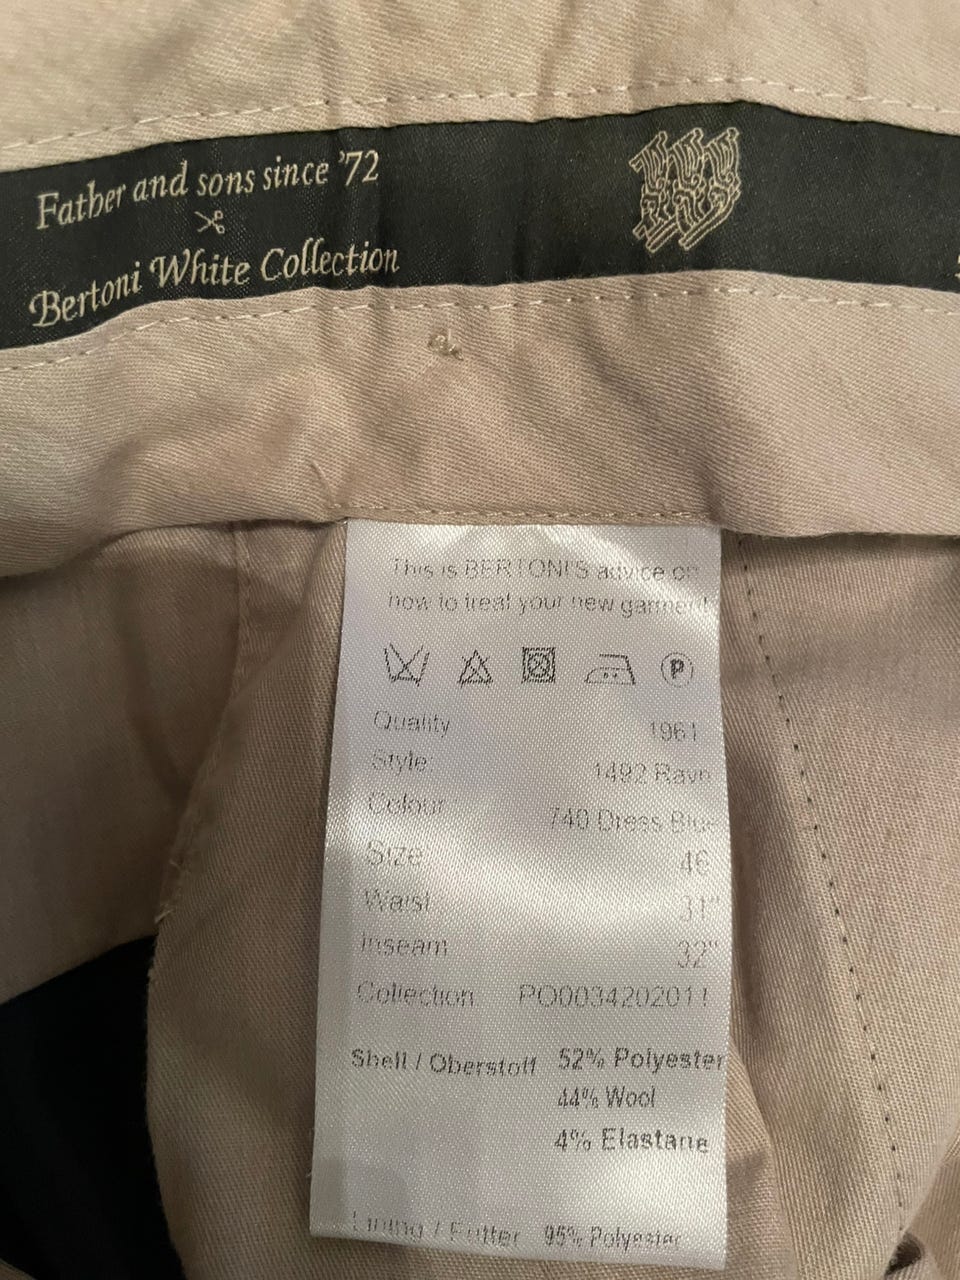 Father and sons since '72
Bertoni White Collection
This is BERTONI'S advice on
how to treat your new garment
P
Quality 1961
Style 1492 Ravn
Colour 740 Dress Blue
Size 46
Waist 31"
Inseam 32"
Collection PO0034202011
Shell / Oberstoff 52% Polyester
44% Wool
4% Elastane
Lining / Futter 95% Polyester